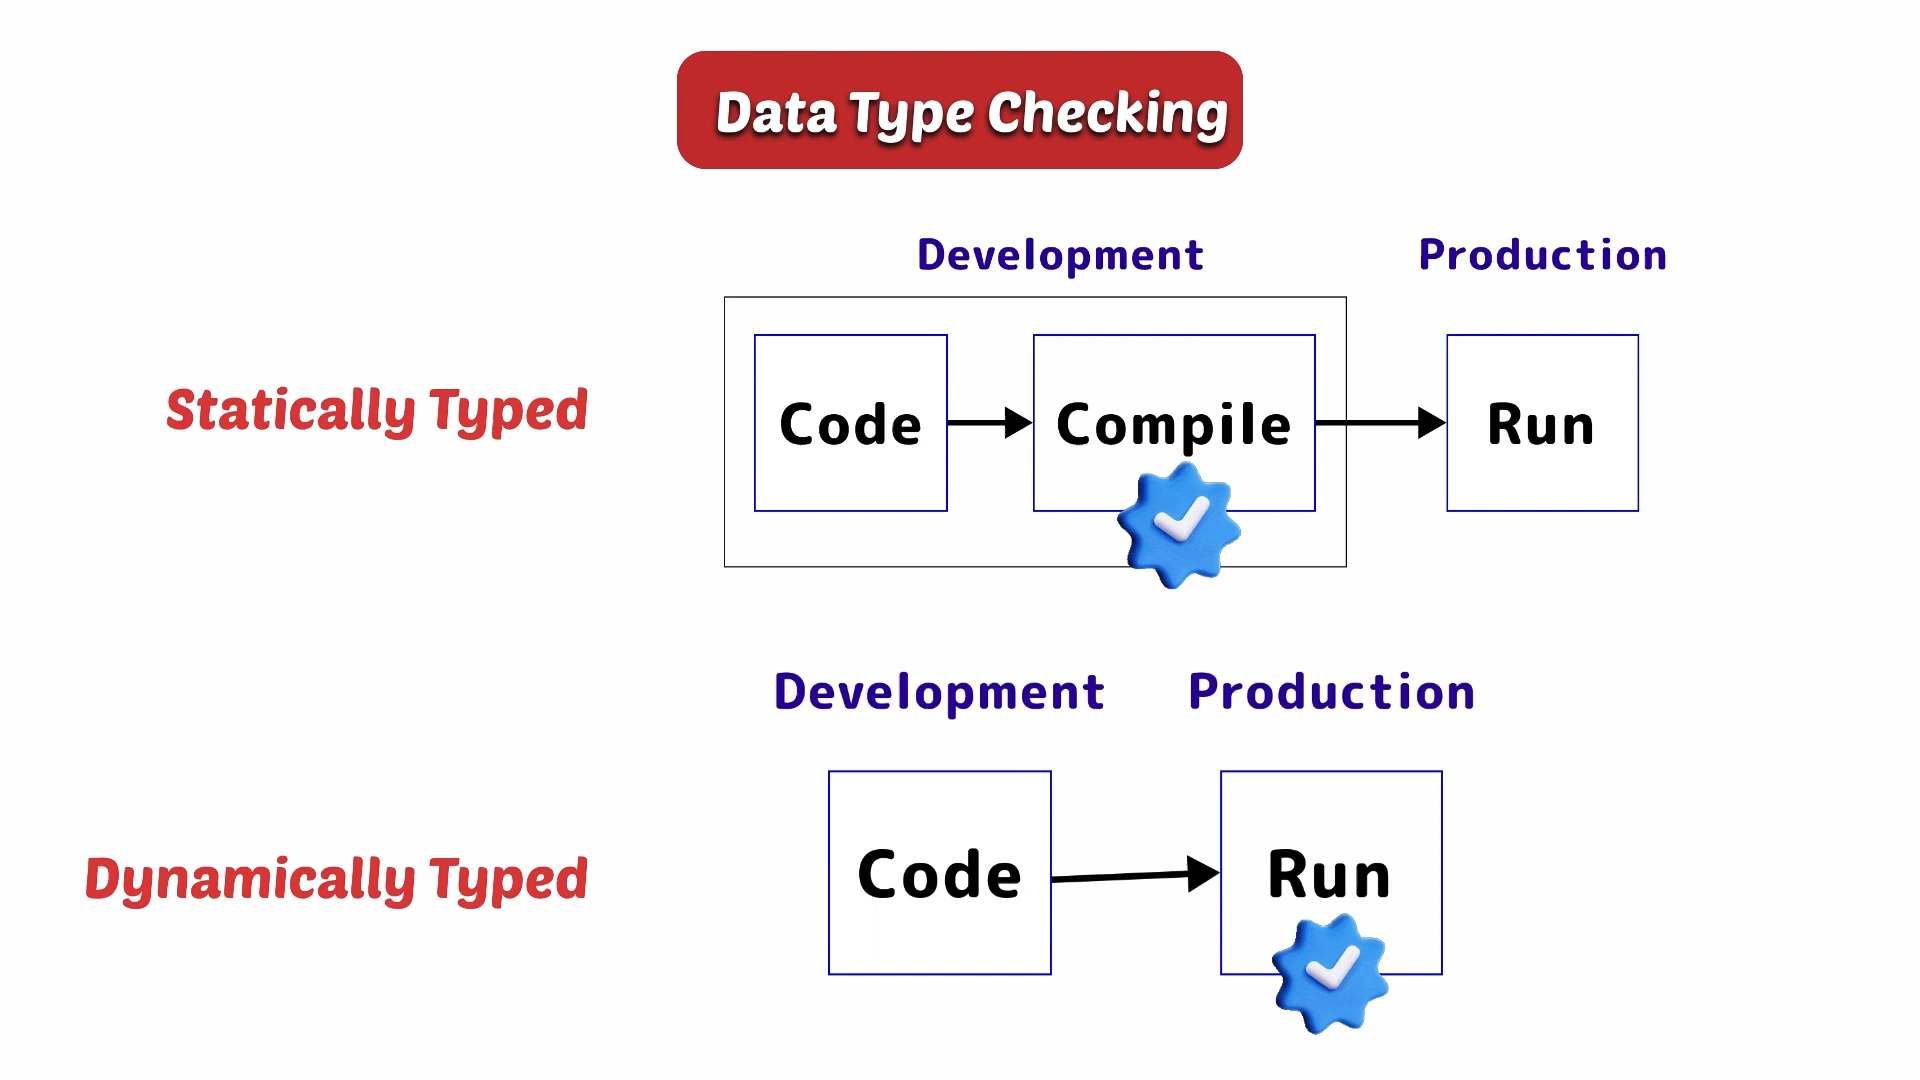 Data Type Checking
Development Production
Statically Typed
Code
Compile
Run
Development Production
Dynamically Typed
Code
Run